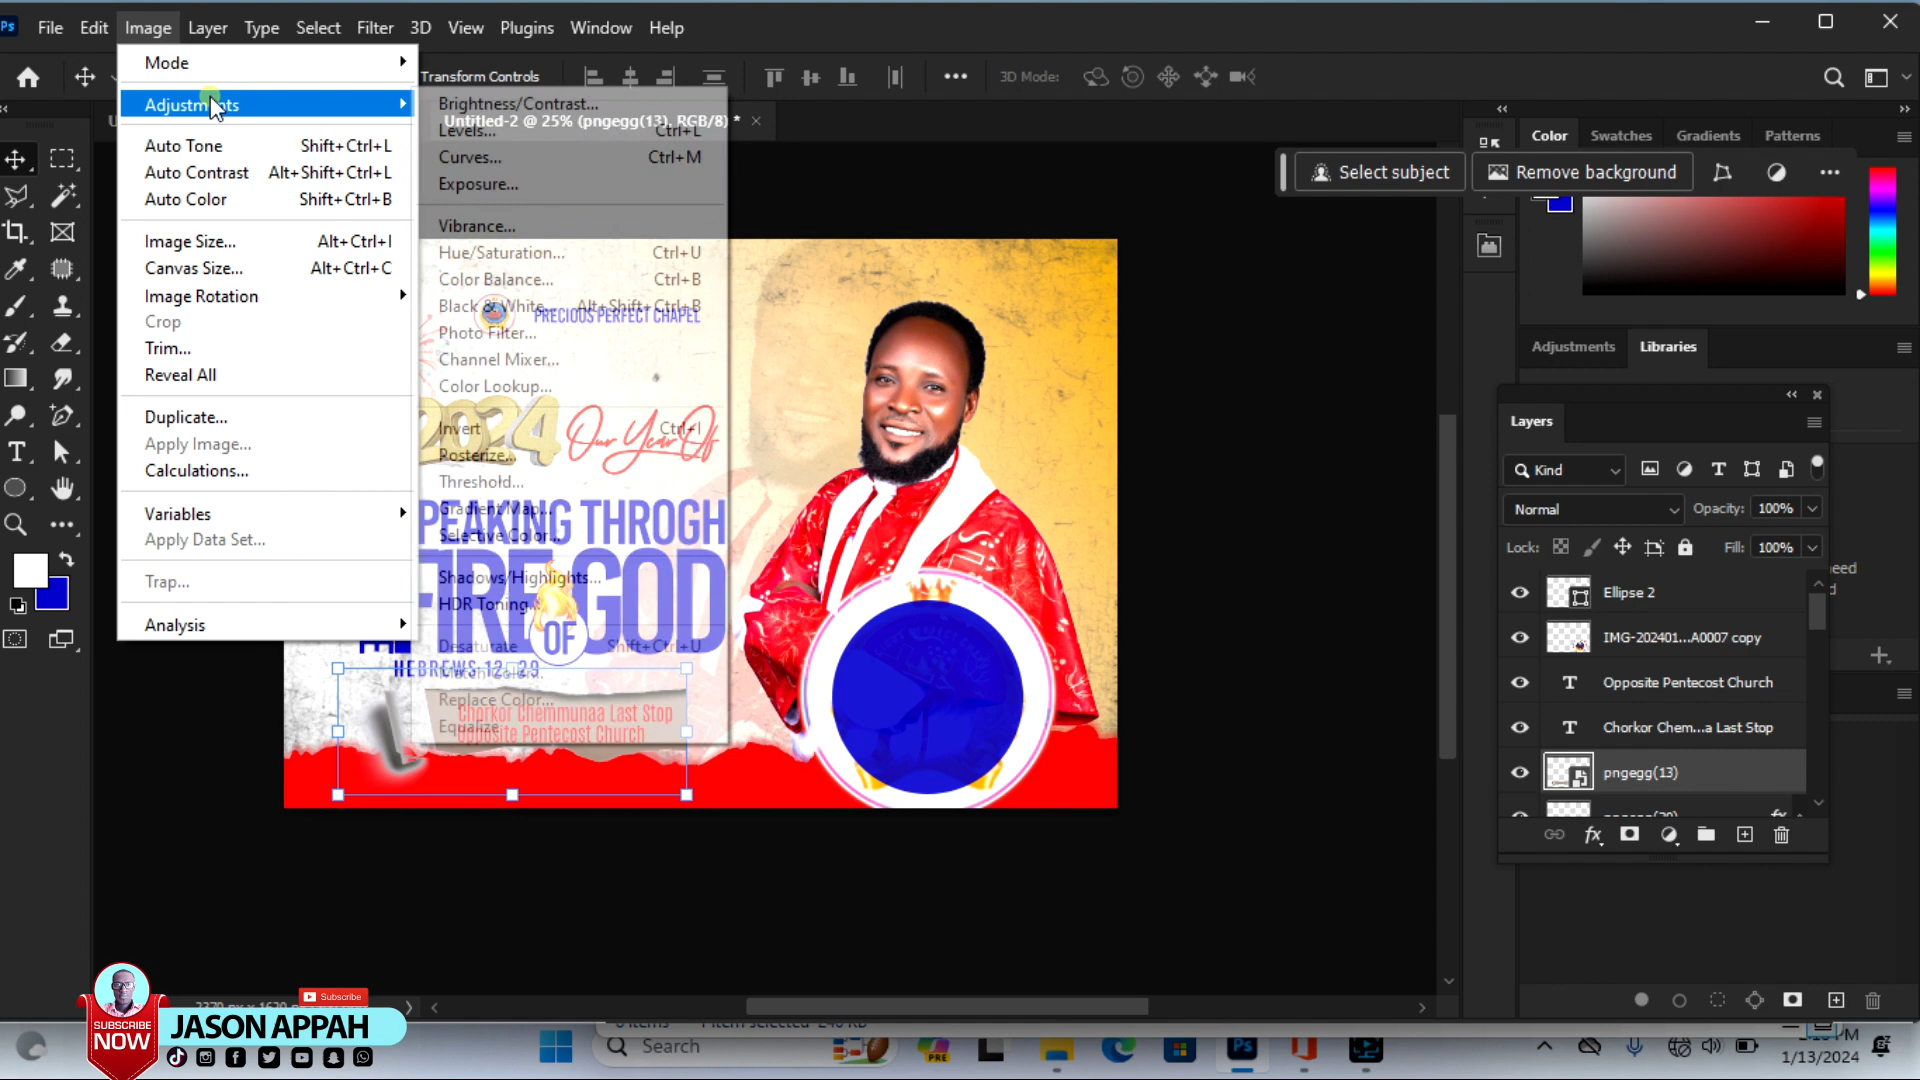 Ps File Edit Image Layer Type Select Filter 3D View Plugins Window Help
Transform Controls 3D Mode:
Untitled-2 @ 25% (pngegg(13), RGB/8) *
Mode
Adjustments
Auto Tone Shift+Ctrl+L
Auto Contrast Alt+Shift+Ctrl+L
Auto Color Shift+Ctrl+B
Image Size... Alt+Ctrl+I
Canvas Size... Alt+Ctrl+C
Image Rotation
Crop
Trim...
Reveal All
Duplicate...
Apply Image...
Calculations...
Variables
Apply Data Set...
Trap...
Analysis
Brightness/Contrast...
Levels... Ctrl+L
Curves... Ctrl+M
Exposure...
Vibrance...
Hue/Saturation... Ctrl+U
Color Balance... Ctrl+B
Black & White... Alt+Shift+Ctrl+B
Photo Filter...
Channel Mixer...
Color Lookup...
Invert Ctrl+I
Posterize...
Threshold...
Gradient Map...
Selective Color...
Shadows/Highlights...
HDR Toning...
Desaturate Shift+Ctrl+U
Match Color...
Replace Color...
Equalize
PRECIOUS PERFECT CHAPEL
2024 Our Year Of
PEAKING THROGH
FIRE GOD
OF
HEBREWS 12:29
Chorkor Chemmunaa Last Stop
Opposite Pentecost Church
Select subject Remove background
Color Swatches Gradients Patterns
Adjustments Libraries
Layers
Kind
Normal Opacity: 100%
Lock: Fill: 100%
Ellipse 2
IMG-202401...A0007 copy
T Opposite Pentecost Church
T Chorkor Chem...a Last Stop
pngegg(13)
fx
Subscribe
SUBSCRIBE
NOW
JASON APPAH
Search
PRE
Ps
1/13/2024